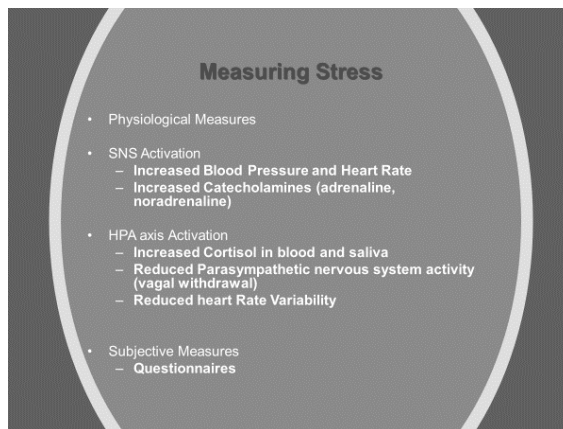 Measuring Stress
• Physiological Measures
• SNS Activation
– Increased Blood Pressure and Heart Rate
– Increased Catecholamines (adrenaline,
noradrenaline)
• HPA axis Activation
– Increased Cortisol in blood and saliva
– Reduced Parasympathetic nervous system activity
(vagal withdrawal)
– Reduced heart Rate Variability
• Subjective Measures
– Questionnaires